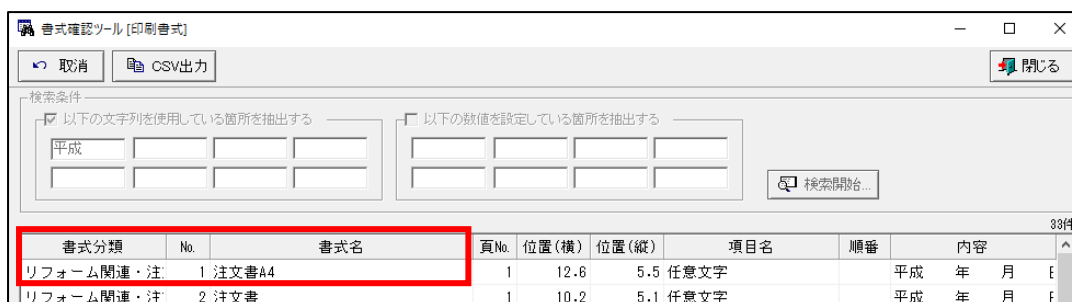 書式確認ツール [印刷書式]
取消 CSV出力 閉じる
検索条件
以下の文字列を使用している箇所を抽出する 以下の数値を設定している箇所を抽出する
平成
検索開始...
33件
書式分類 No. 書式名 頁No. 位置(横) 位置(縦) 項目名 順番 内容
リフォーム関連・注 1 注文書A4 1 12.6 5.5 任意文字 平成 年 月
リフォーム関連・注 2 注文書 1 10.2 5.1 任意文字 平成 年 月